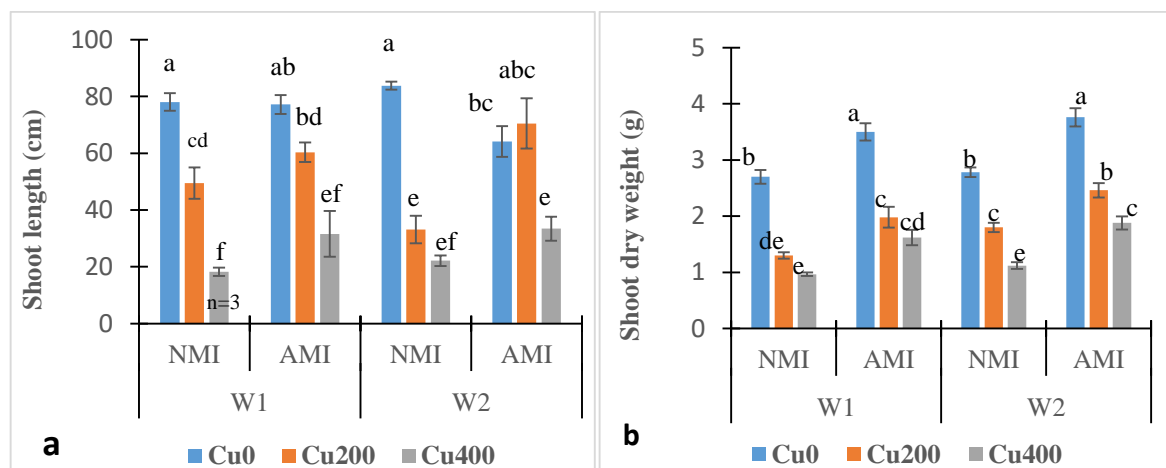 Shoot length (cm)
100
80
60
40
20
0
a
ab
a
abc
cd
bd
bc
f
ef
e
ef
e
n=3
NMI AMI NMI AMI
W1 W2
a
Cu0 Cu200 Cu400
Shoot dry weight (g)
5
4
3
2
1
0
b
a
b
a
de
c
c
b
e
cd
e
c
NMI AMI NMI AMI
W1 W2
b
Cu0 Cu200 Cu400